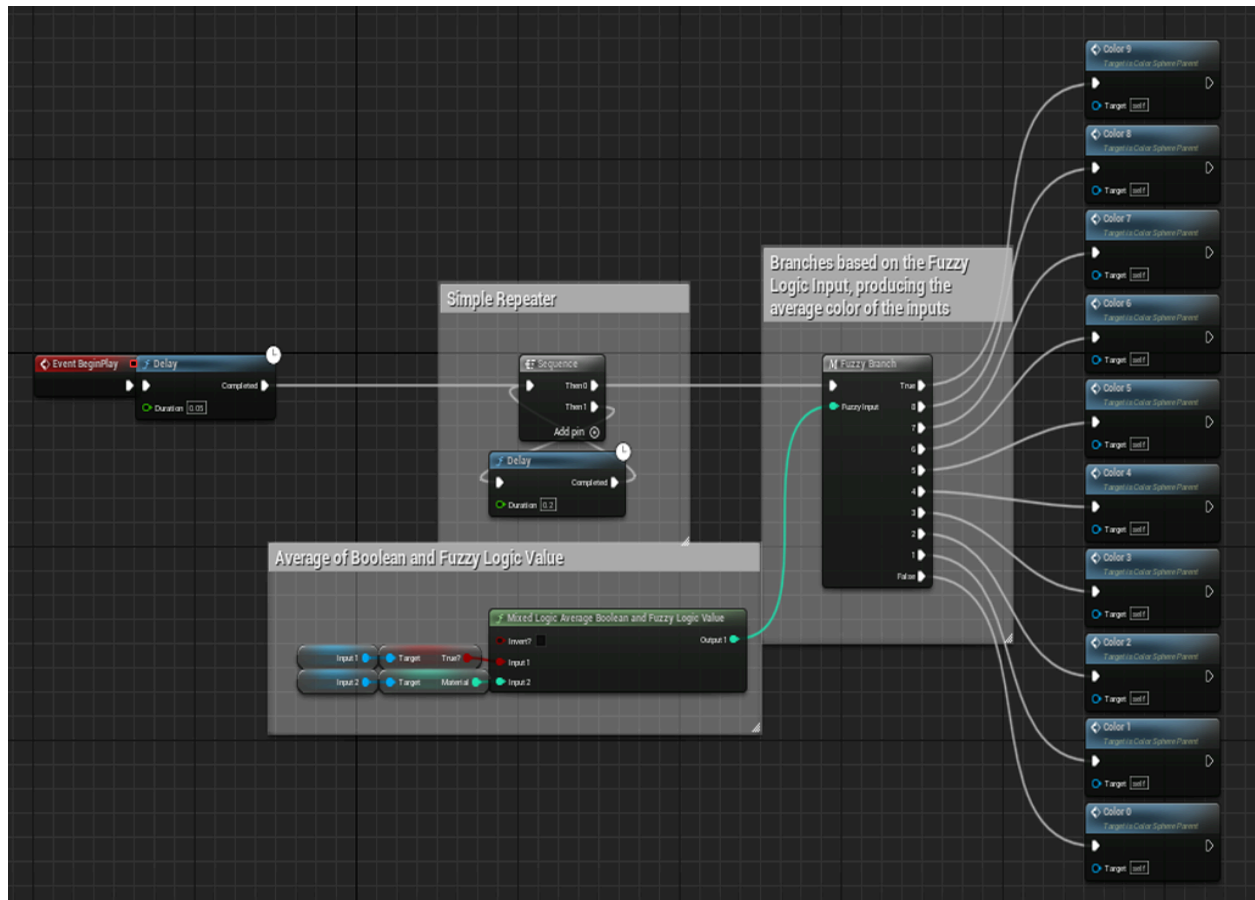 Color 9
Target is Color Sphere Parent
Target self
Color 8
Target is Color Sphere Parent
Target self
Color 7
Target is Color Sphere Parent
Target self
Branches based on the Fuzzy
Logic Input, producing the
average color of the inputs
Simple Repeater
Color 6
Target is Color Sphere Parent
Target self
Event BeginPlay
Delay
Completed
Duration 0.05
Sequence
Then 0
Then 1
Add pin
Fuzzy Branch
True
Fuzzy Input
8
7
6
5
4
3
2
1
False
Color 5
Target is Color Sphere Parent
Target self
Delay
Completed
Duration 0.2
Color 4
Target is Color Sphere Parent
Target self
Average of Boolean and Fuzzy Logic Value
Color 3
Target is Color Sphere Parent
Target self
Mixed Logic Average Boolean and Fuzzy Logic Value
Invert?
Output 1
Input 1
Target True?
Input 1
Input 2
Target Material
Input 2
Color 2
Target is Color Sphere Parent
Target self
Color 1
Target is Color Sphere Parent
Target self
Color 0
Target is Color Sphere Parent
Target self